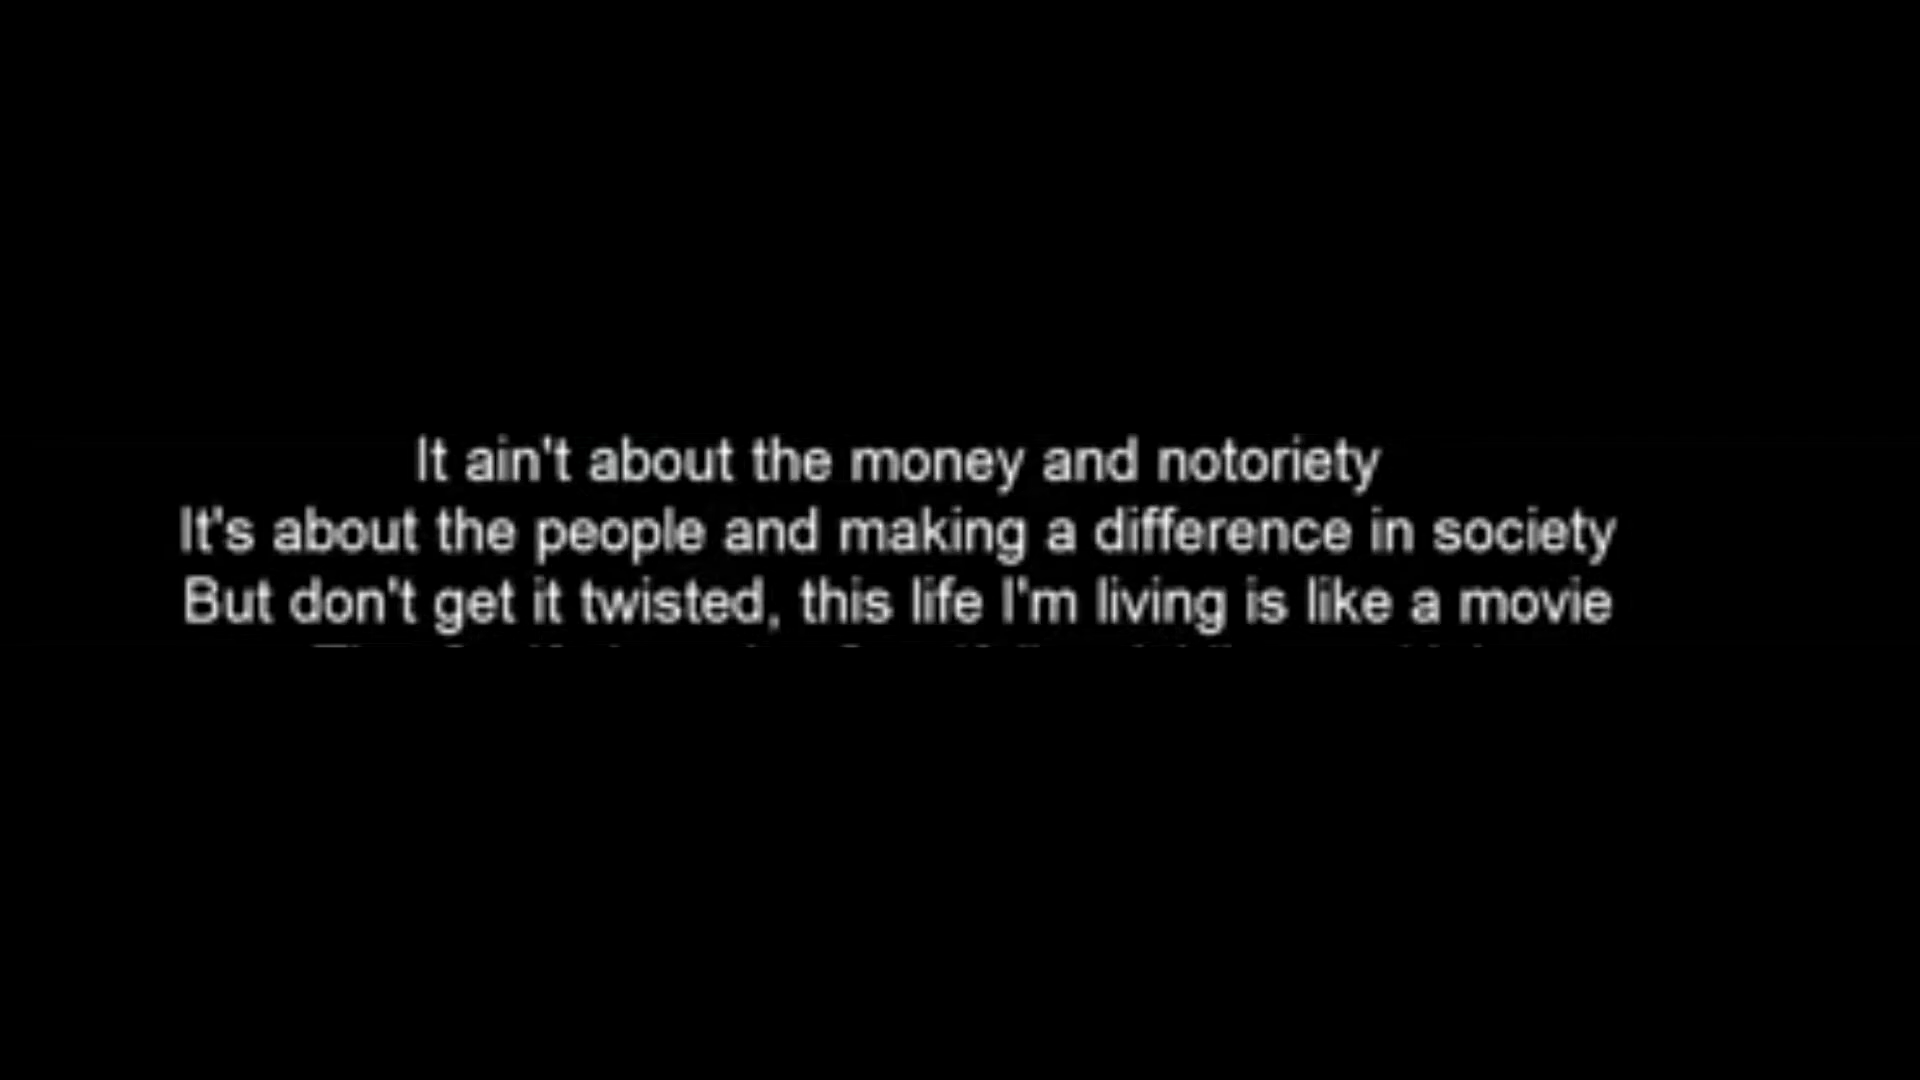 It ain't about the money and notoriety
It's about the people and making a difference in society
But don't get it twisted, this life I'm living is like a movie